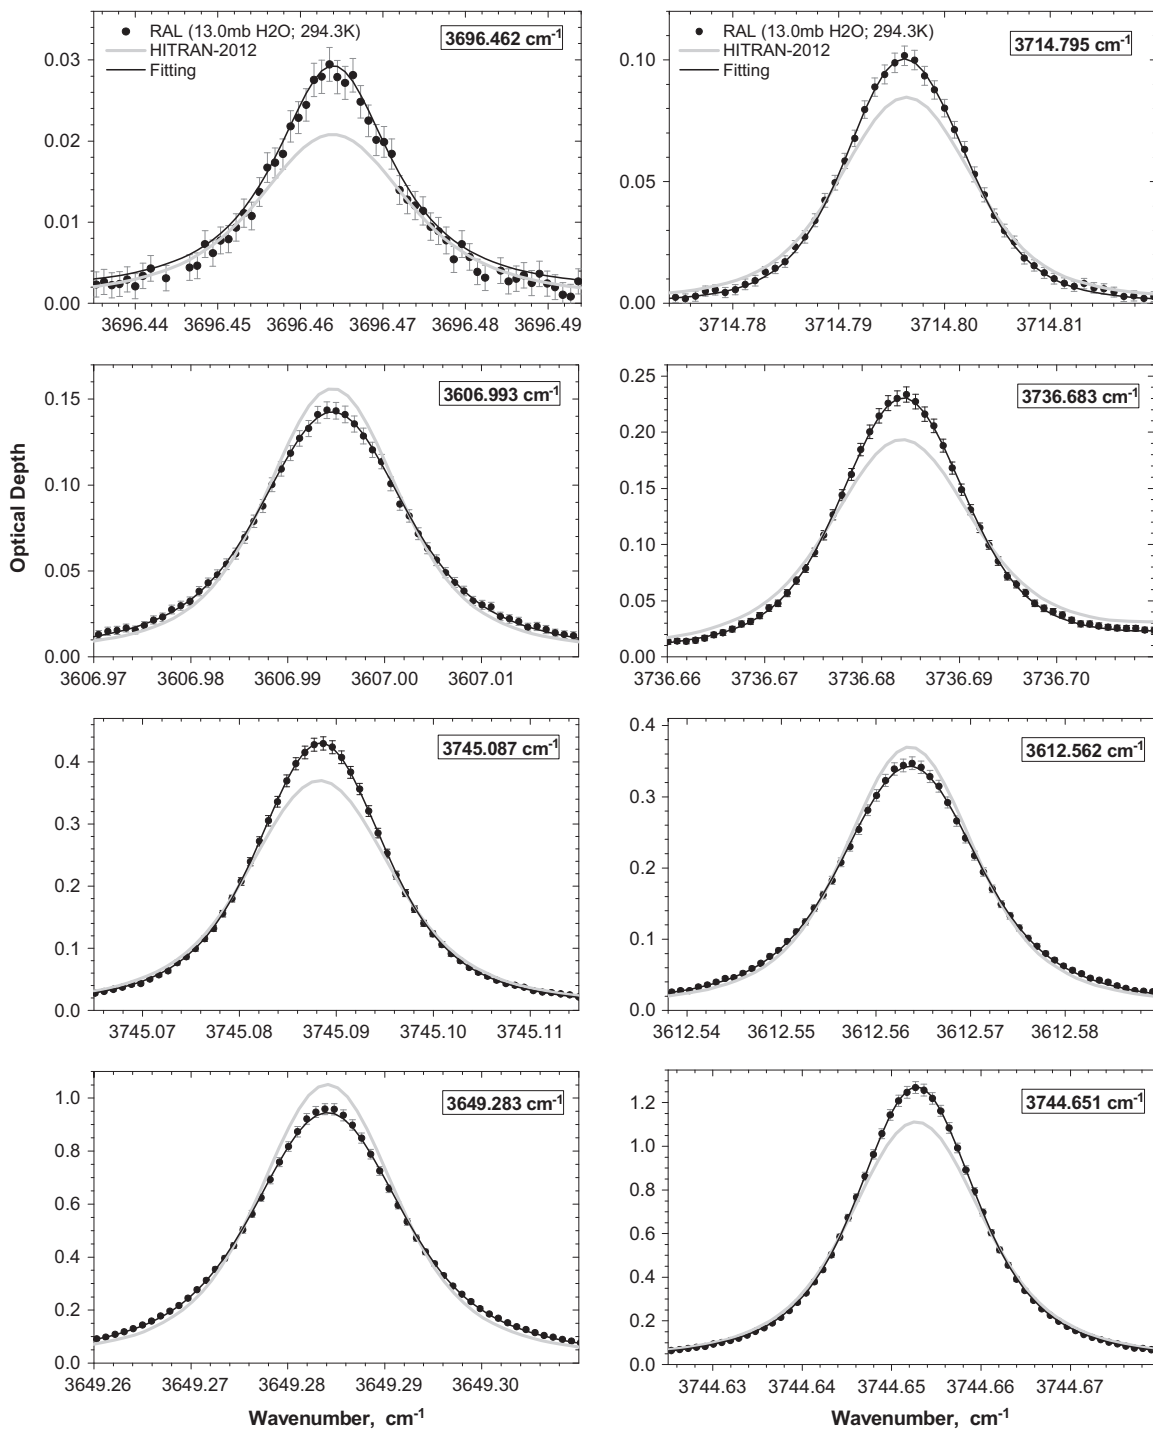 RAL (13.0mb H2O; 294.3K)
HITRAN-2012
Fitting
3696.462 cm-1
0.03
0.02
0.01
0.00
3696.44 3696.45 3696.46 3696.47 3696.48 3696.49
RAL (13.0mb H2O; 294.3K)
HITRAN-2012
Fitting
3714.795 cm-1
0.10
0.05
0.00
3714.78 3714.79 3714.80 3714.81
Optical Depth
3606.993 cm-1
0.15
0.10
0.05
0.00
3606.97 3606.98 3606.99 3607.00 3607.01
3736.683 cm-1
0.25
0.20
0.15
0.10
0.05
0.00
3736.66 3736.67 3736.68 3736.69 3736.70
3745.087 cm-1
0.4
0.3
0.2
0.1
0.0
3745.07 3745.08 3745.09 3745.10 3745.11
3612.562 cm-1
0.4
0.3
0.2
0.1
0.0
3612.54 3612.55 3612.56 3612.57 3612.58
3649.283 cm-1
1.0
0.8
0.6
0.4
0.2
0.0
3649.26 3649.27 3649.28 3649.29 3649.30
Wavenumber, cm-1
3744.651 cm-1
1.2
1.0
0.8
0.6
0.4
0.2
0.0
3744.63 3744.64 3744.65 3744.66 3744.67
Wavenumber, cm-1